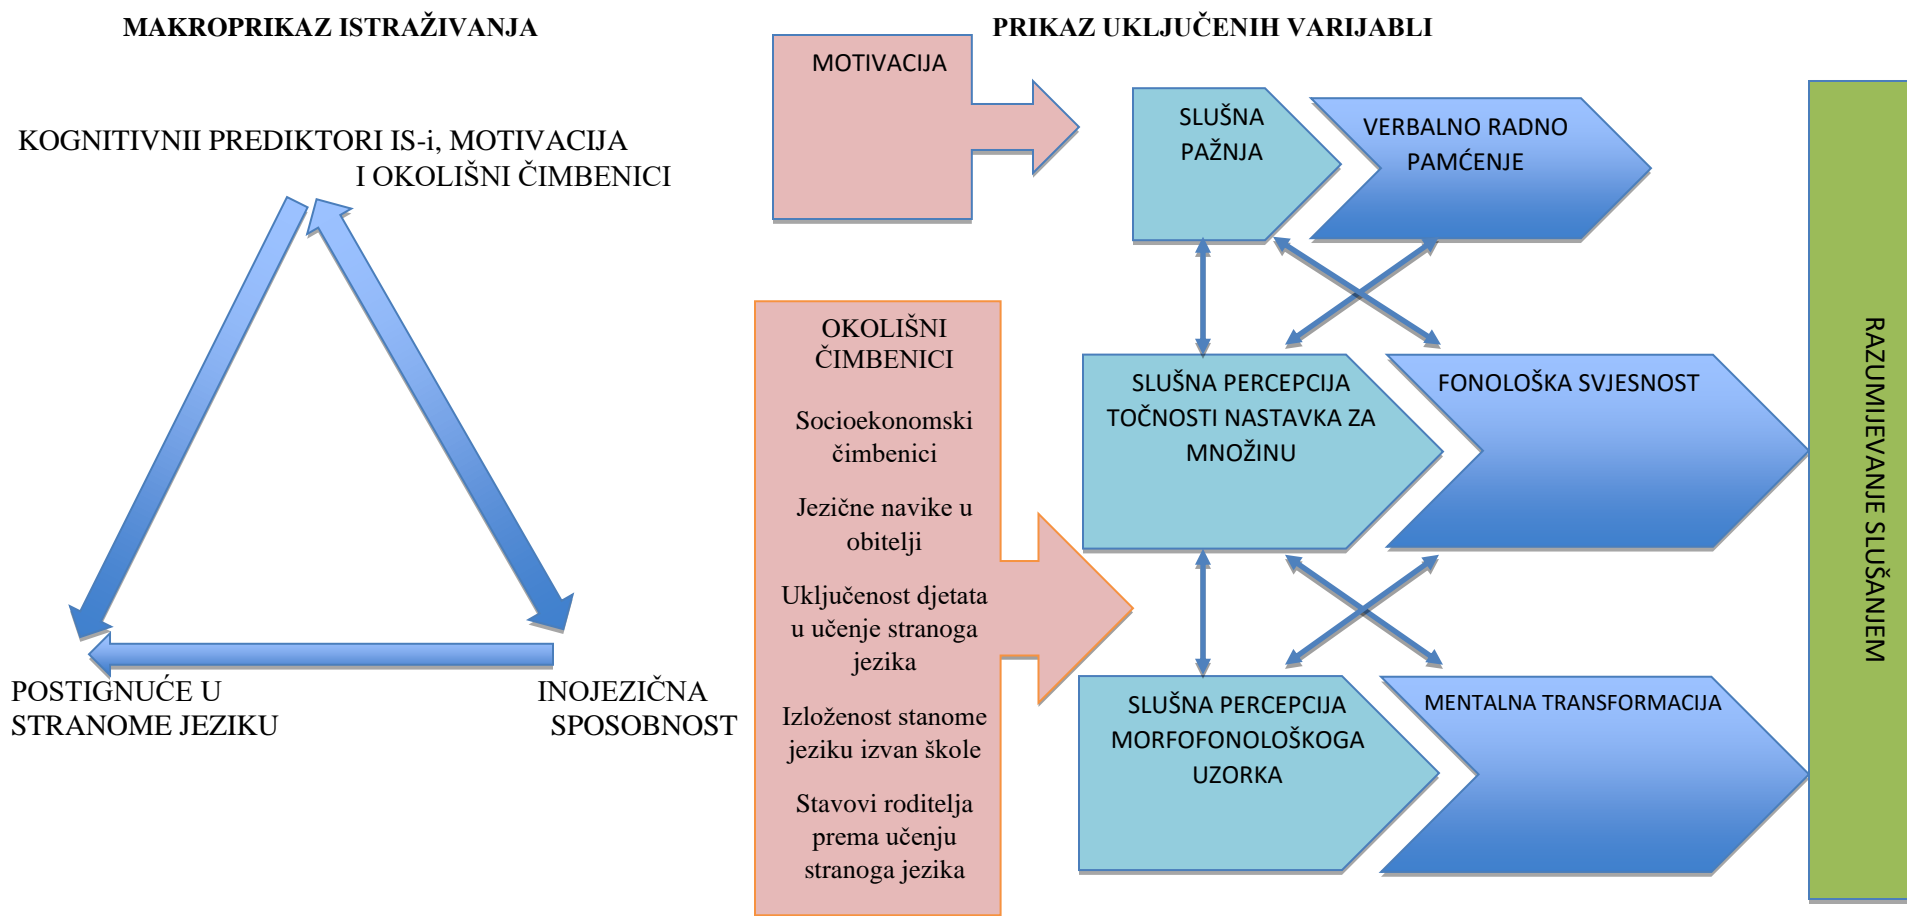 MAKROPRIKAZ ISTRAŽIVANJA
KOGNITIVNII PREDIKTORI IS-i, MOTIVACIJA
I OKOLIŠNI ČIMBENICI
POSTIGNUĆE U
STRANOME JEZIKU
INOJEZIČNA
SPOSOBNOST
PRIKAZ UKLJUČENIH VARIJABLI
MOTIVACIJA
OKOLIŠNI
ČIMBENICI
Socioekonomski
čimbenici
Jezične navike u
obitelji
Uključenost djetata
u učenje stranoga
jezika
Izloženost stanome
jeziku izvan škole
Stavovi roditelja
prema učenju
stranoga jezika
SLUŠNA
PAŽNJA
VERBALNO RADNO
PAMĆENJE
SLUŠNA PERCEPCIJA
TOČNOSTI NASTAVKA ZA
MNOŽINU
FONOLOŠKA SVJESNOST
SLUŠNA PERCEPCIJA
MORFOFONOLOŠKOGA
UZORKA
MENTALNA TRANSFORMACIJA
RAZUMIJEVANJE SLUŠANJEM